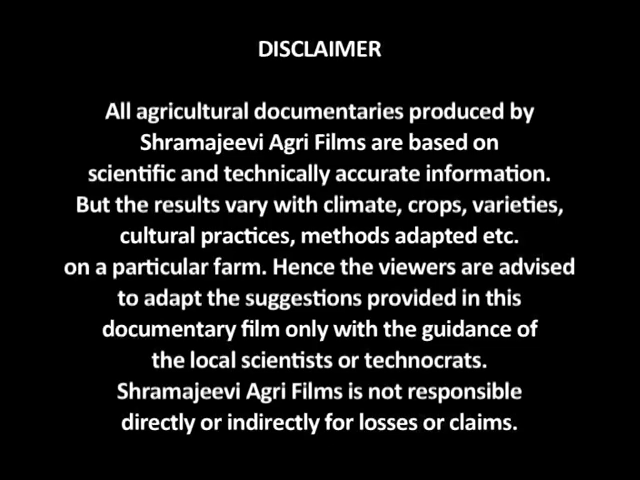 DISCLAIMER
All agricultural documentaries produced by
Shramajeevi Agri Films are based on
scientific and technically accurate information.
But the results vary with climate, crops, varieties,
cultural practices, methods adapted etc.
on a particular farm. Hence the viewers are advised
to adapt the suggestions provided in this
documentary film only with the guidance of
the local scientists or technocrats.
Shramajeevi Agri Films is not responsible
directly or indirectly for losses or claims.